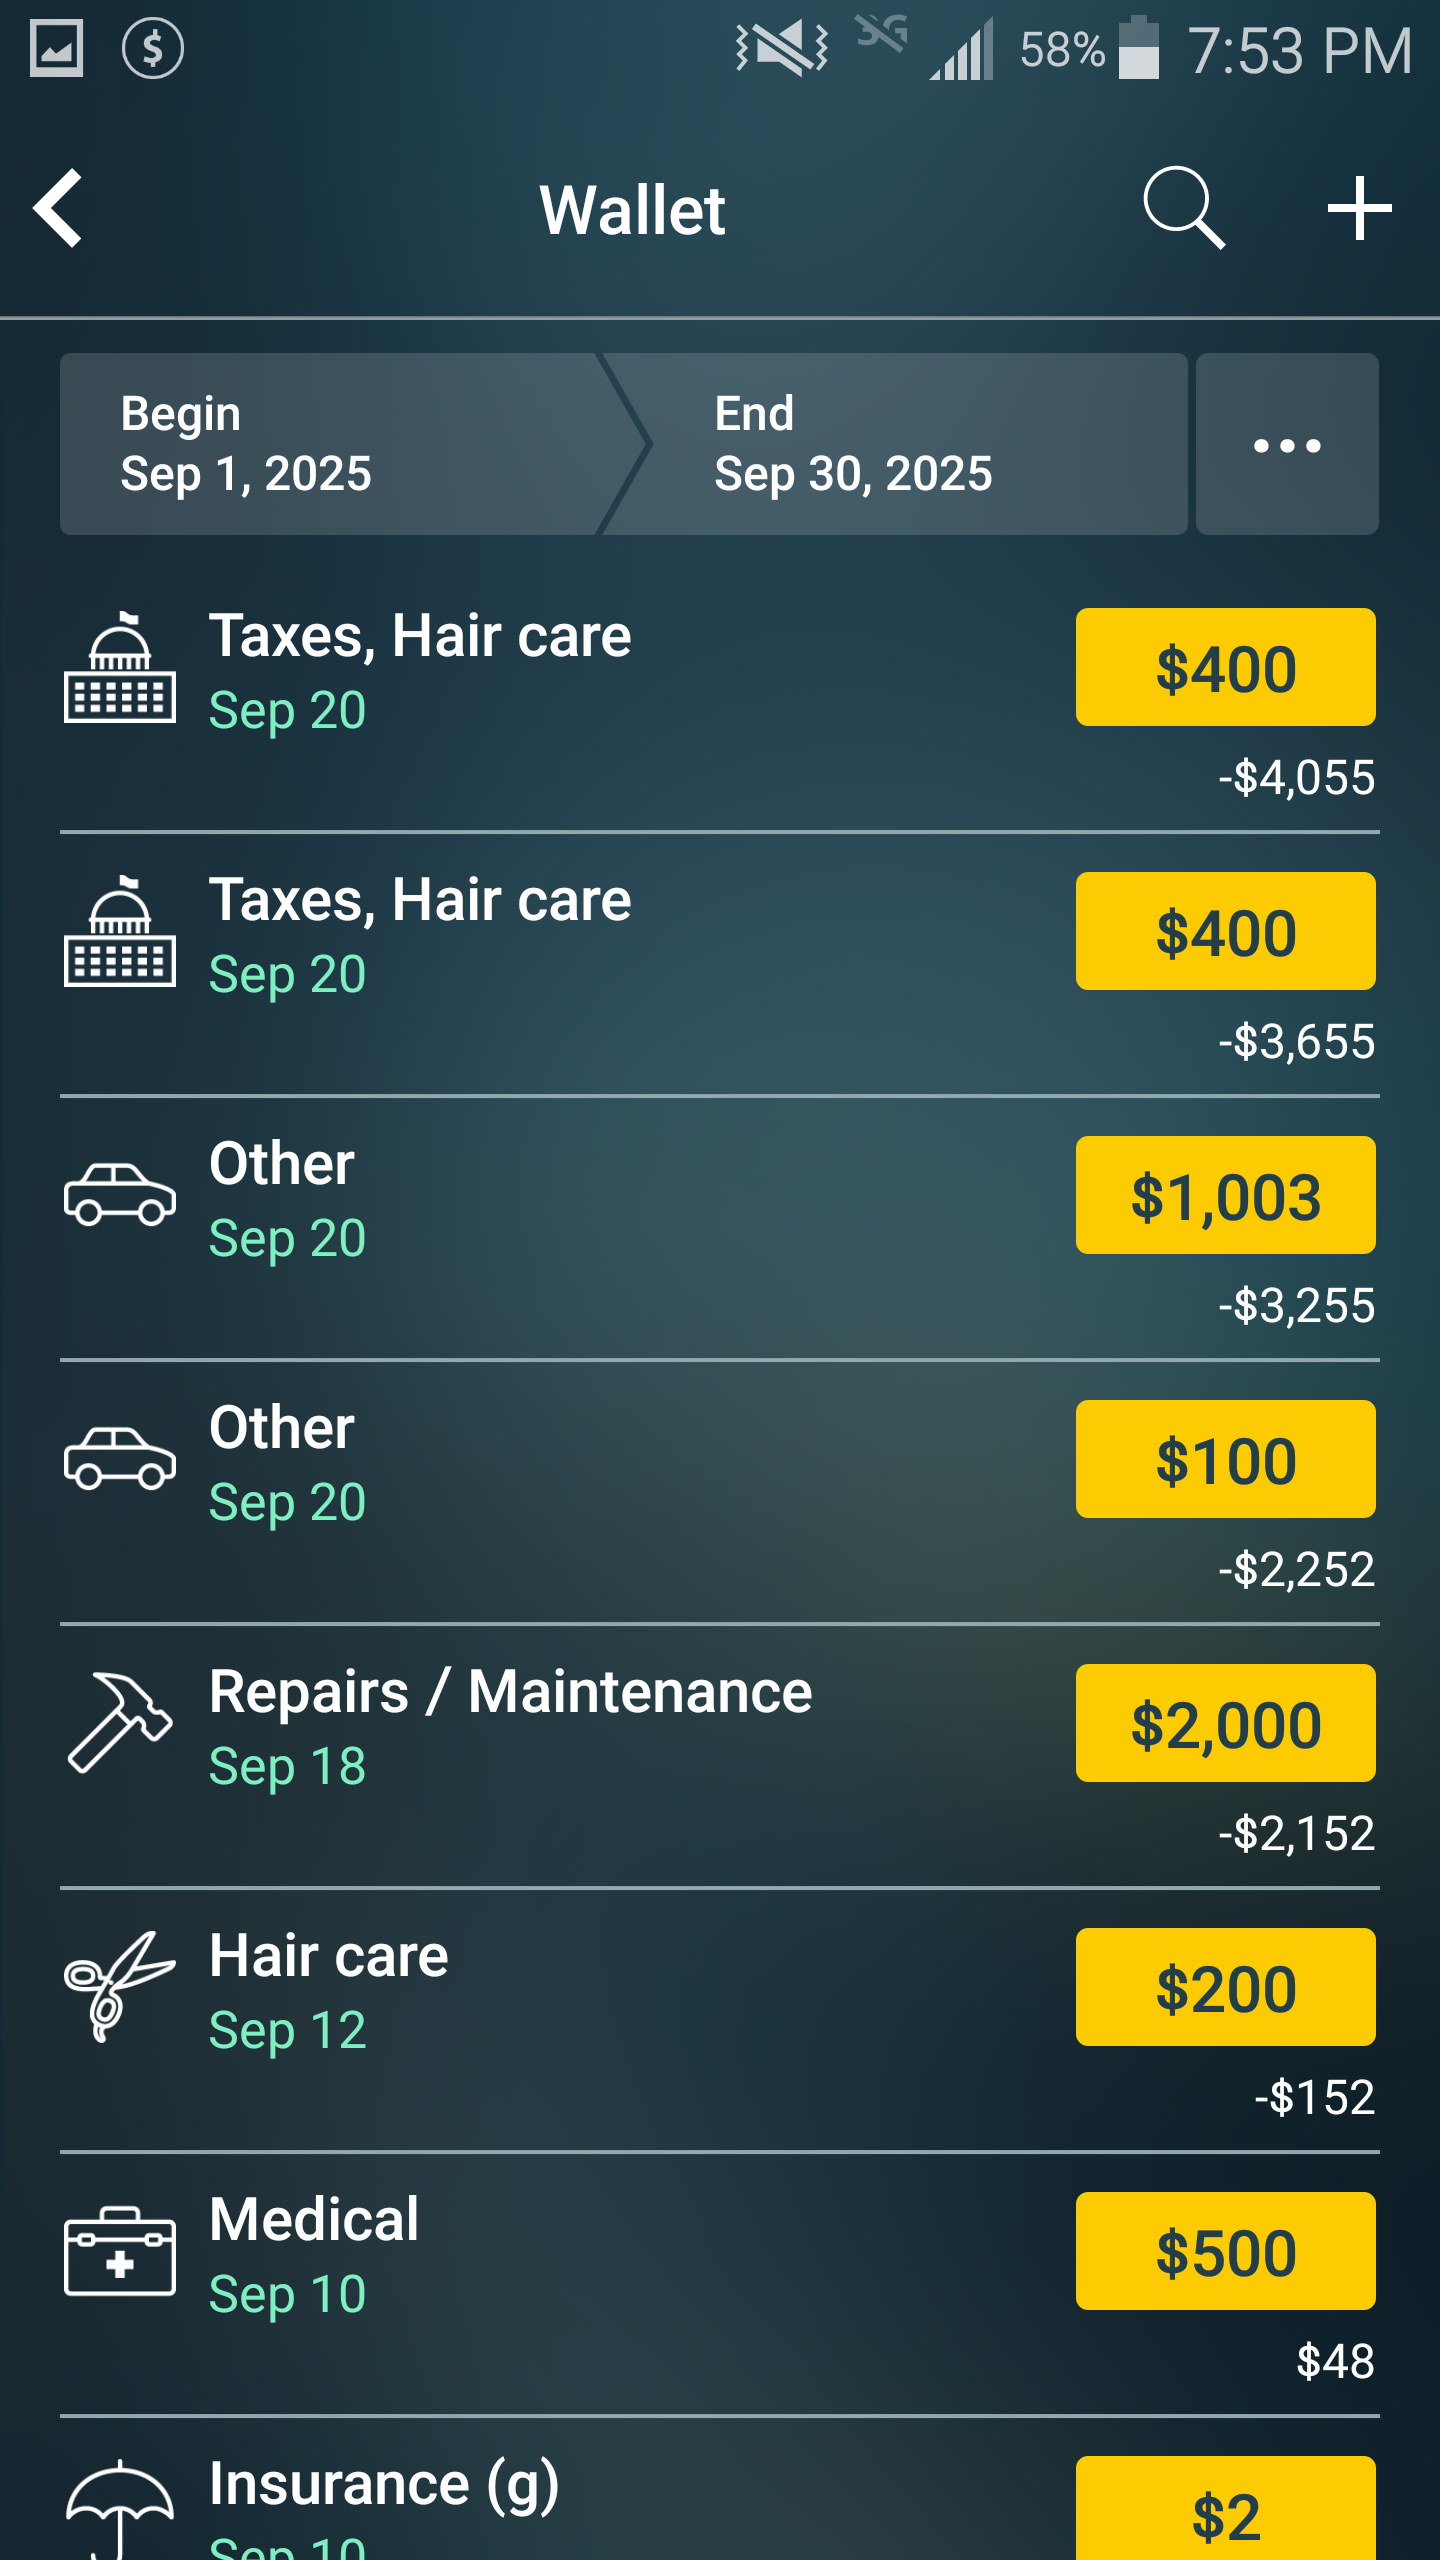 3G 58% 7:53 PM
Wallet
Begin
Sep 1, 2025
End
Sep 30, 2025
Taxes, Hair care
Sep 20
$400
-$4,055
Taxes, Hair care
Sep 20
$400
-$3,655
Other
Sep 20
$1,003
-$3,255
Other
Sep 20
$100
-$2,252
Repairs / Maintenance
Sep 18
$2,000
-$2,152
Hair care
Sep 12
$200
-$152
Medical
Sep 10
$500
$48
Insurance (g)
Sep 10
$2